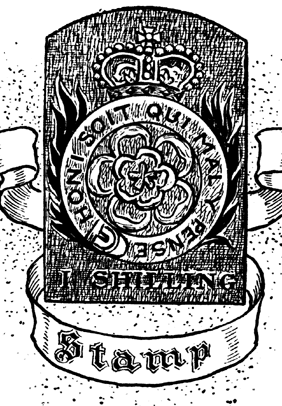 HONI SOIT QUI MAL Y PENSE
I SHILLING
Stamp